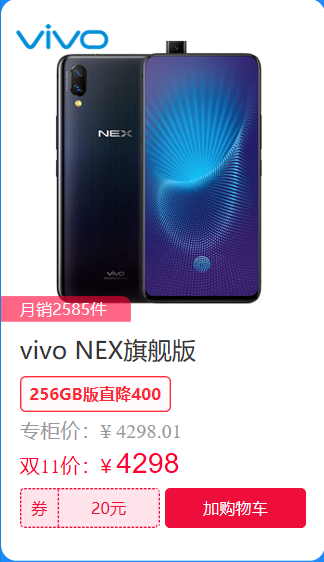 vivo
NEX
vivo
月销2585件
vivo NEX旗舰版
256GB版直降400
专柜价：¥ 4298.01
双11价：¥ 4298
券 20元 加购物车